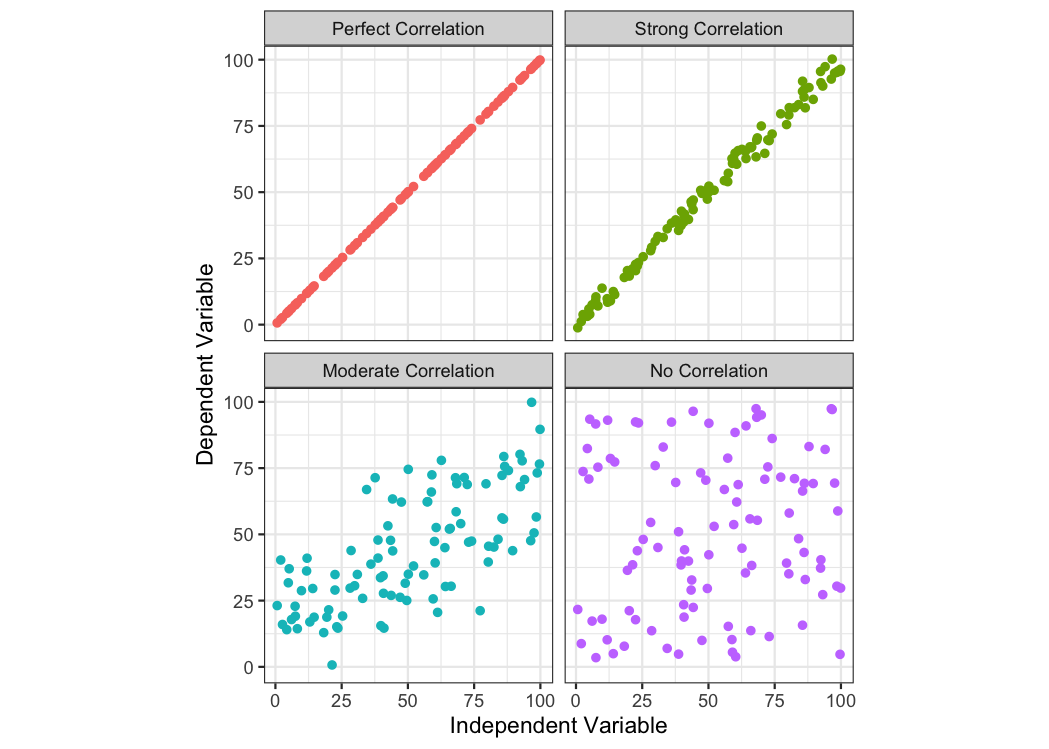 Perfect Correlation
Strong Correlation
100
75
50
25
0
Moderate Correlation
No Correlation
100
75
50
25
0
0 25 50 75 100
0 25 50 75 100
Dependent Variable
Independent Variable